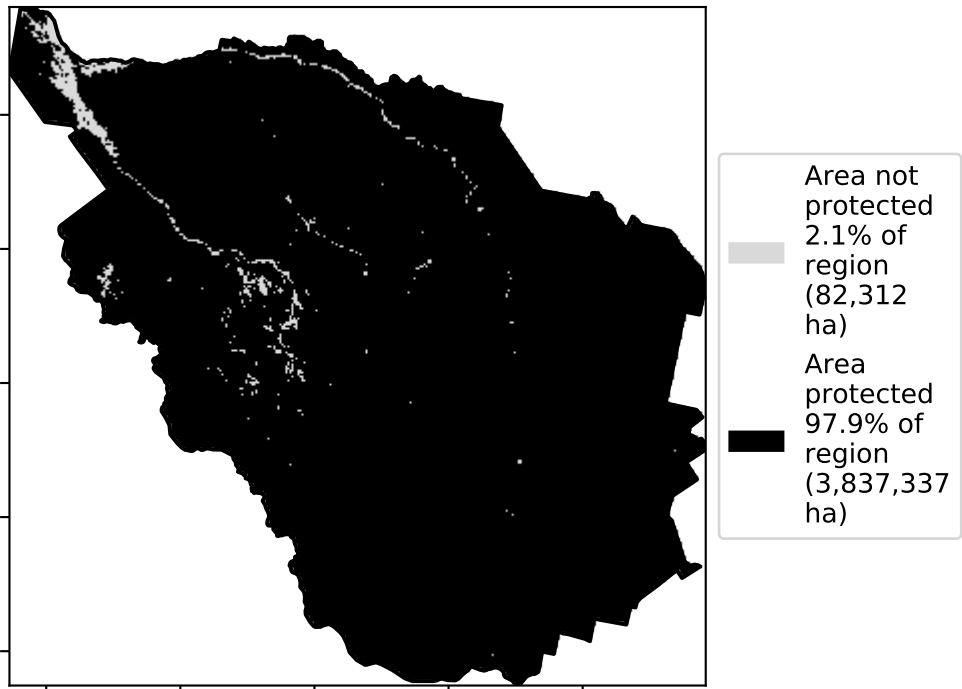 Area not
protected
2.1% of
region
(82,312
ha)
Area
protected
97.9% of
region
(3,837,337
ha)